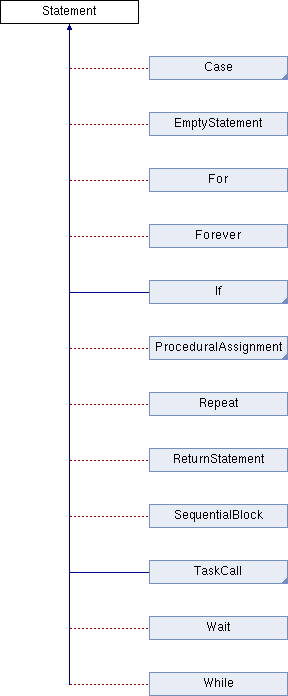 Statement
Case
EmptyStatement
For
Forever
If
ProceduralAssignment
Repeat
ReturnStatement
SequentialBlock
TaskCall
Wait
While